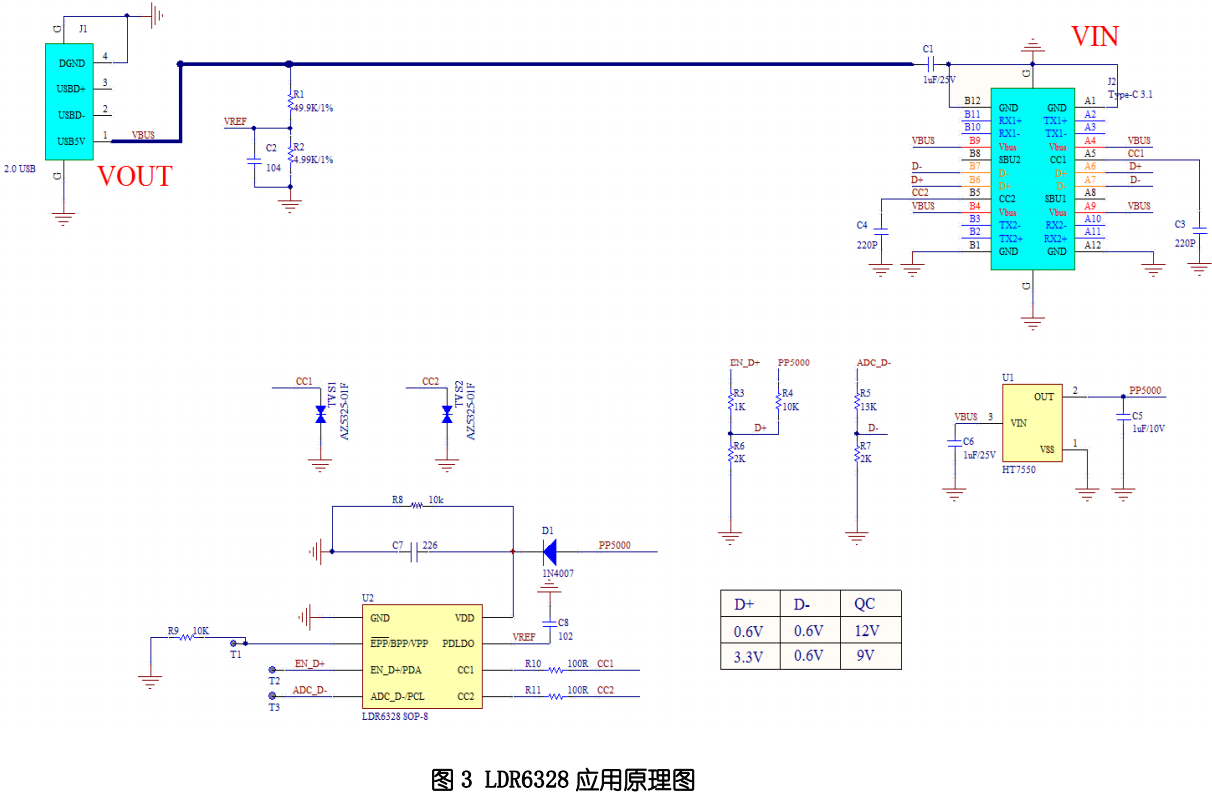 G
J1
DGND 4
USBD+ 3
USBD- 2
USB5V 1
VBUS
G
2.0 USB
VOUT
VREF
R1
49.9K/1%
R2
4.99K/1%
C2
104
C1
1uF/25V
VIN
G
J2
Type-C 3.1
B12 GND GND A1
B11 RX1+ TX1+ A2
B10 RX1- TX1- A3
VBUS B9 Vbus Vbus A4 VBUS
B8 SBU2 CC1 A5 CC1
D- B7 D- D+ A6 D+
D+ B6 D+ D- A7 D-
CC2 B5 CC2 SBU1 A8
VBUS B4 Vbus Vbus A9 VBUS
B3 TX2- RX2- A10
B2 TX2+ RX2+ A11
B1 GND GND A12
G
C4
220P
C3
220P
CC1
TVS1
AZ5325-01F
CC2
TVS2
AZ5325-01F
EN_D+ PP5000
R3
1K
R4
10K
D+
R6
2K
ADC_D-
R5
13K
D-
R7
2K
U1
OUT 2 PP5000
VBUS 3 VIN
VSS 1
HT7550
C6
1uF/25V
C5
1uF/10V
R8 10k
C7 226
D1
1N4007
PP5000
U2
GND VDD
EPP/BPP/VPP PDLDO
EN_D+/PDA CC1
ADC_D-/PCL CC2
LDR6328 SOP-8
R9 10K
T1
EN_D+
T2
ADC_D-
T3
VREF
C8
102
R10 100R CC1
R11 100R CC2
D+ D- QC
0.6V 0.6V 12V
3.3V 0.6V 9V
图 3 LDR6328 应用原理图